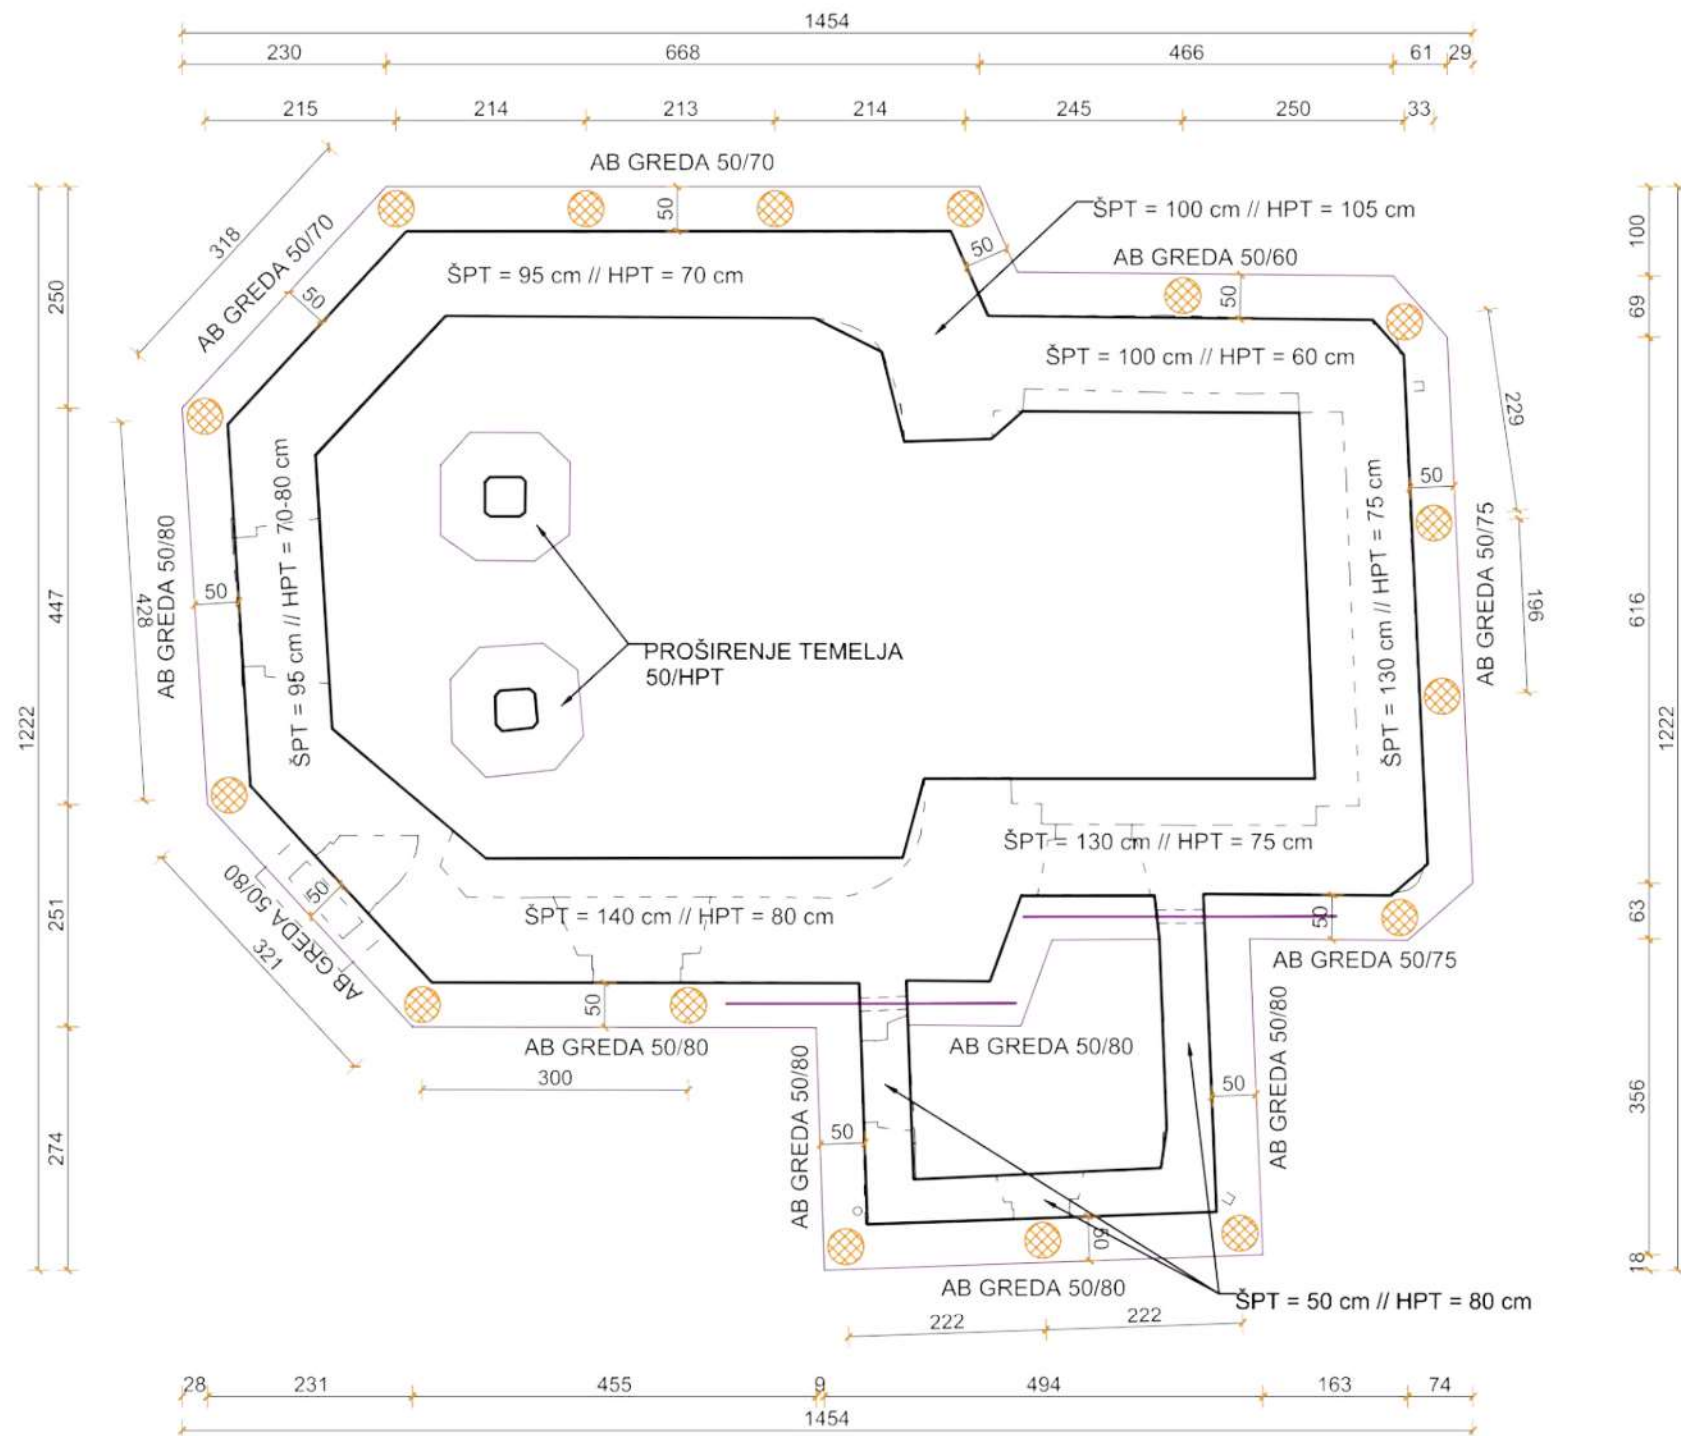 1454
230 668 466 61 29
215 214 213 214 245 250 33
AB GREDA 50/70
50
ŠPT = 100 cm // HPT = 105 cm
318
AB GREDA 50/70
50
50
AB GREDA 50/60
50
100
69
250
ŠPT = 95 cm // HPT = 70 cm
ŠPT = 100 cm // HPT = 60 cm
229
50
196
AB GREDA 50/75
ŠPT = 130 cm // HPT = 75 cm
616
1222
ŠPT = 95 cm // HPT = 70-80 cm
AB GREDA 50/80
50
428
447
1222
PROŠIRENJE TEMELJA
50/HPT
ŠPT = 130 cm // HPT = 75 cm
50
AB GREDA 50/80
321
251
ŠPT = 140 cm // HPT = 80 cm
50
63
AB GREDA 50/75
50
AB GREDA 50/80
300
AB GREDA 50/80
AB GREDA 50/80
50
AB GREDA 50/80
50
356
274
50
18
AB GREDA 50/80
ŠPT = 50 cm // HPT = 80 cm
222 222
28 231 455 9 494 163 74
1454